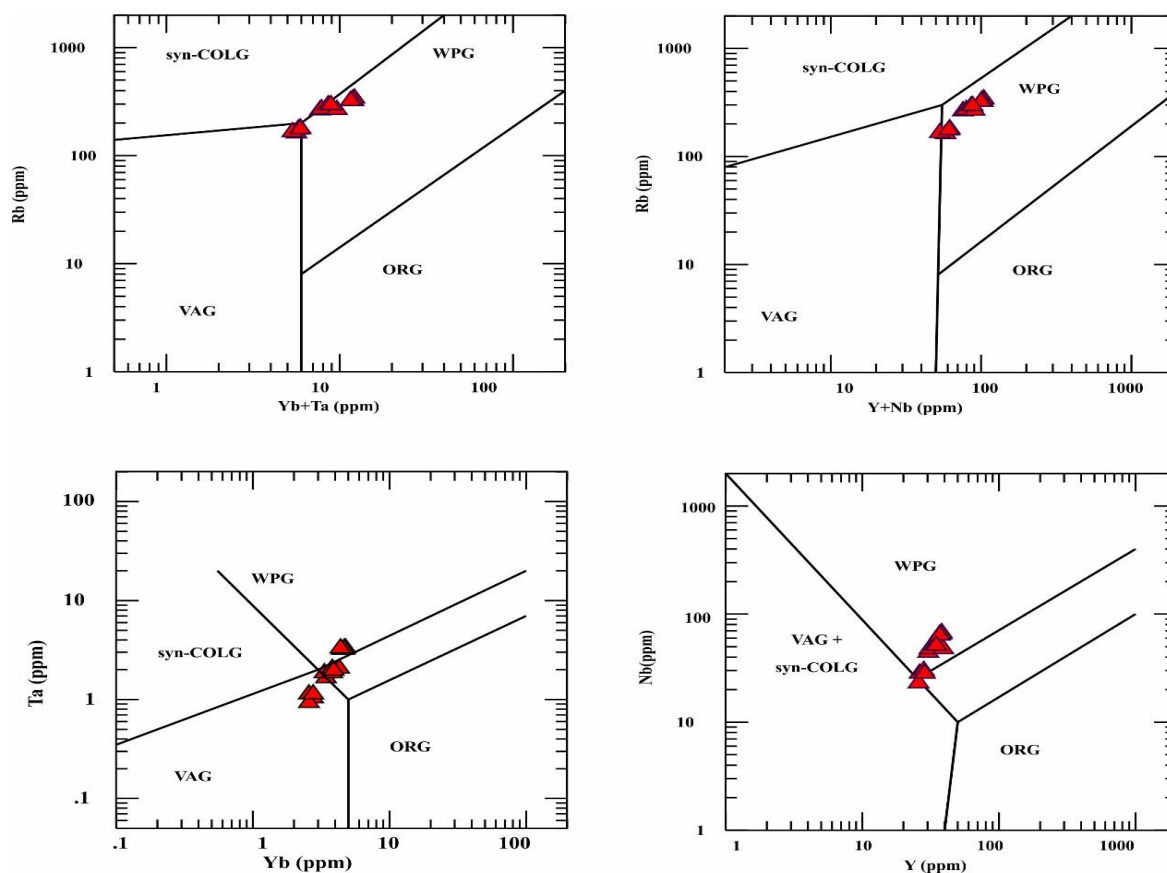 1000
syn-COLG
WPG
100
Rb (ppm)
10
ORG
VAG
1
1
10
100
Yb+Ta (ppm)
1000
syn-COLG
WPG
100
Rb (ppm)
10
ORG
VAG
1
10
100
1000
Y+Nb (ppm)
100
WPG
10
syn-COLG
Ta (ppm)
1
ORG
VAG
.1
.1
1
10
100
Yb (ppm)
1000
WPG
100
VAG +
syn-COLG
Nb(ppm)
10
ORG
1
1
10
100
1000
Y (ppm)